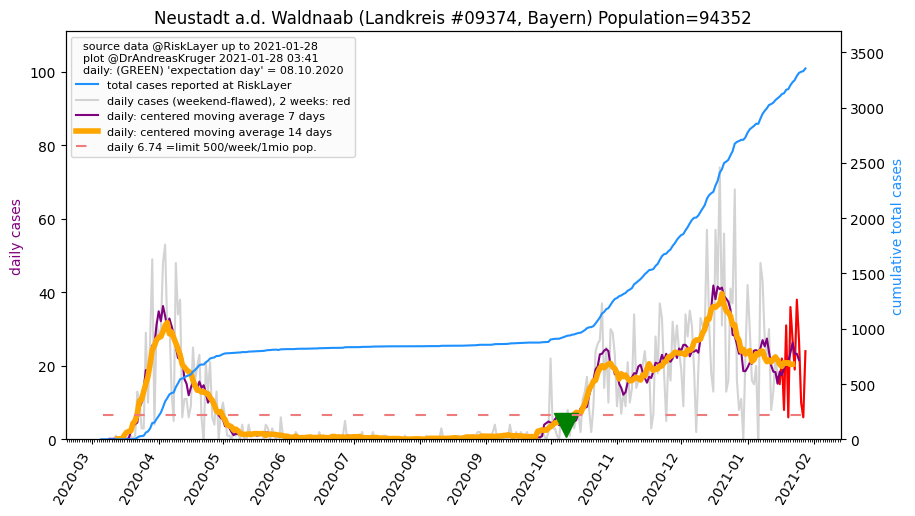 Neustadt a.d. Waldnaab (Landkreis #09374, Bayern) Population=94352
source data @RiskLayer up to 2021-01-28
plot @DrAndreasKruger 2021-01-28 03:41
daily: (GREEN) 'expectation day' = 08.10.2020
total cases reported at RiskLayer
daily cases (weekend-flawed), 2 weeks: red
daily: centered moving average 7 days
daily: centered moving average 14 days
daily 6.74 =limit 500/week/1mio pop.
daily cases
100
80
60
40
20
0
cumulative total cases
3500
3000
2500
2000
1500
1000
500
0
2020-03
2020-04
2020-05
2020-06
2020-07
2020-08
2020-09
2020-10
2020-11
2020-12
2021-01
2021-02